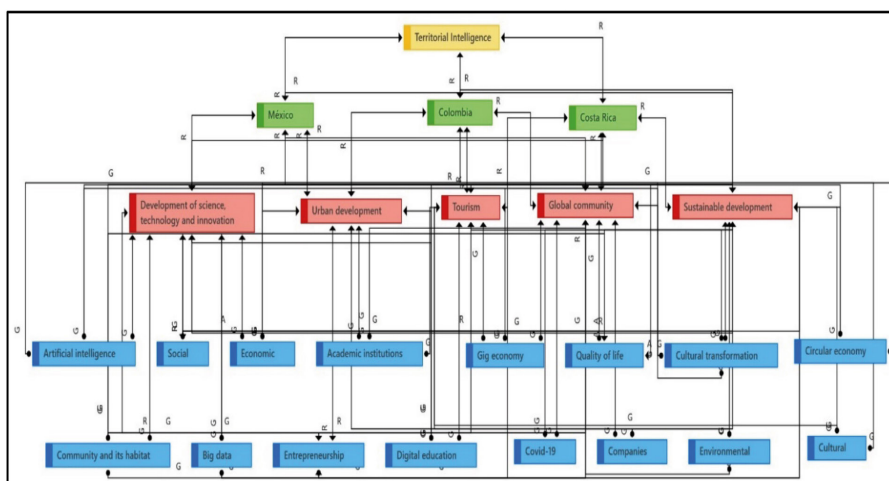 Territorial Intelligence
R
R
R
R
México
R
Colombia
R
Costa Rica
R
R
R
R
R
R
R
G
R
R
G
G
Development of science,
technology and innovation
Urban development
Tourism
Global community
Sustainable development
R
G
G
G
G
A
G
G
R
G
G
R
A
G
G
Artificial intelligence
Social
Economic
Academic institutions
Gig economy
Quality of life
Cultural transformation
Circular economy
G
R
G
G
R
R
G
G
G
G
G
Community and its habitat
Big data
Entrepreneurship
Digital education
Covid-19
Companies
Environmental
Cultural
G
G